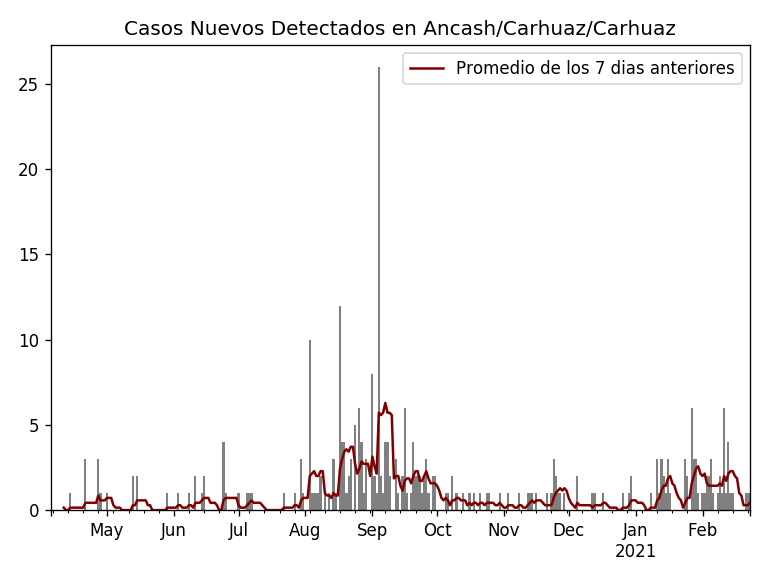 Casos Nuevos Detectados en Ancash/Carhuaz/Carhuaz
Promedio de los 7 dias anteriores
25
20
15
10
5
0
May Jun Jul Aug Sep Oct Nov Dec Jan Feb
2021